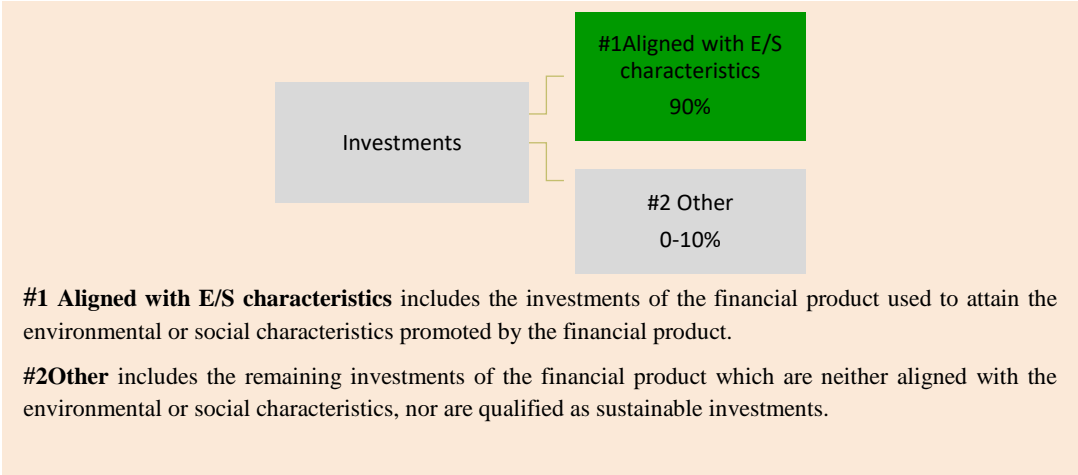 #1Aligned with E/S
characteristics
90%
Investments
#2 Other
0-10%
#1 Aligned with E/S characteristics includes the investments of the financial product used to attain the
environmental or social characteristics promoted by the financial product.
#2Other includes the remaining investments of the financial product which are neither aligned with the
environmental or social characteristics, nor are qualified as sustainable investments.